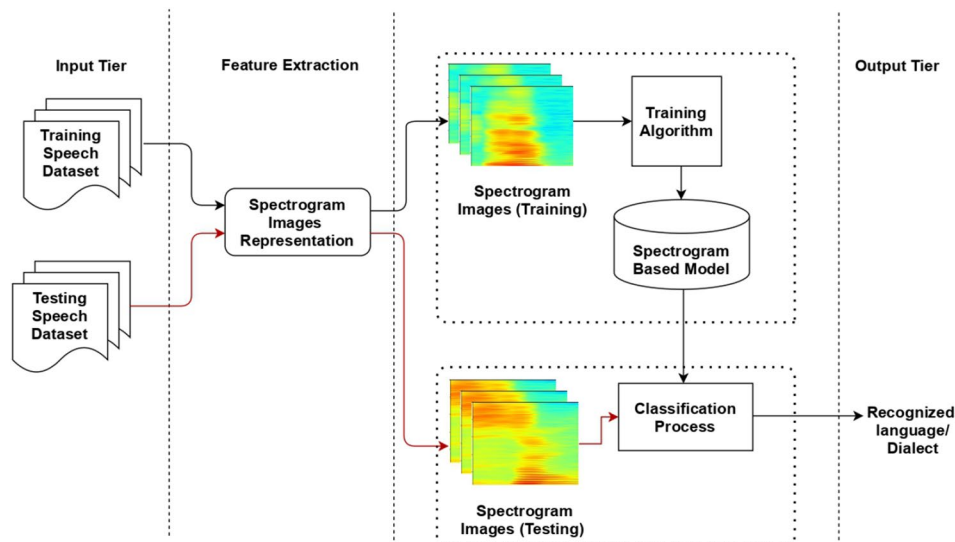 Input Tier
Feature Extraction
Output Tier
Training
Speech
Dataset
Testing
Speech
Dataset
Spectrogram
Images
Representation
Spectrogram
Images (Training)
Training
Algorithm
Spectrogram
Based Model
Spectrogram
Images (Testing)
Classification
Process
Recognized
language/
Dialect